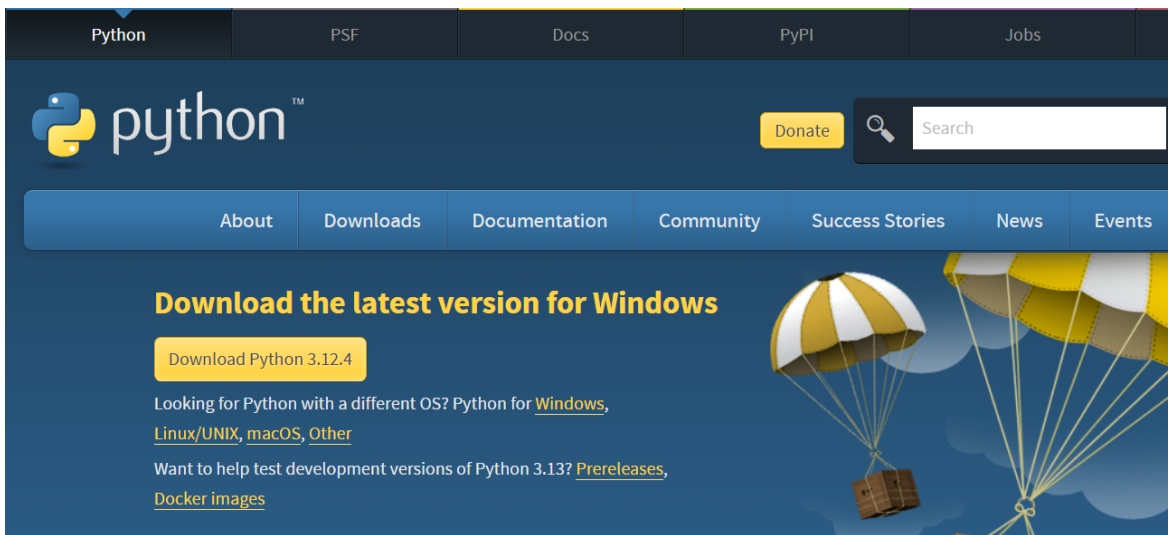 Python PSF Docs PyPI Jobs
python™
Donate Search
About Downloads Documentation Community Success Stories News Events
Download the latest version for Windows
Download Python 3.12.4
Looking for Python with a different OS? Python for Windows,
Linux/UNIX, macOS, Other
Want to help test development versions of Python 3.13? Prereleases,
Docker images